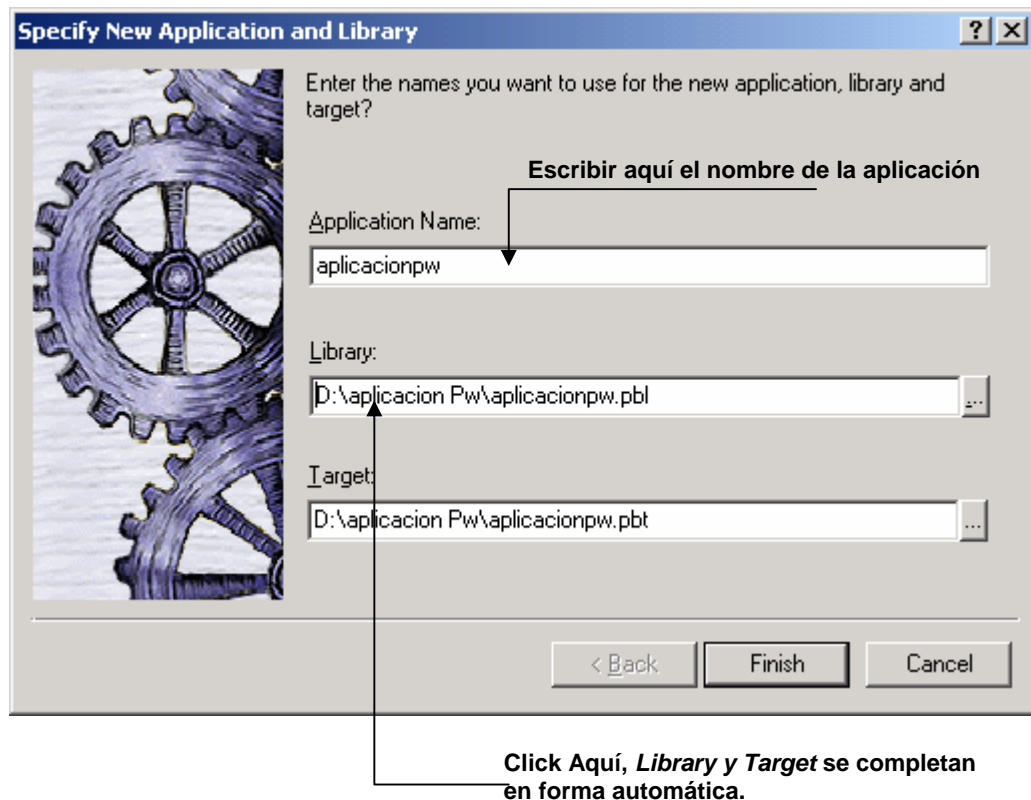 Specify New Application and Library
Enter the names you want to use for the new application, library and
target?
Escribir aquí el nombre de la aplicación
Application Name:
aplicacionpw
Library:
D:\aplicacion Pw\aplicacionpw.pbl
...
Target:
D:\aplicacion Pw\aplicacionpw.pbt
...
< Back
Finish
Cancel
Click Aquí, Library y Target se completan
en forma automática.